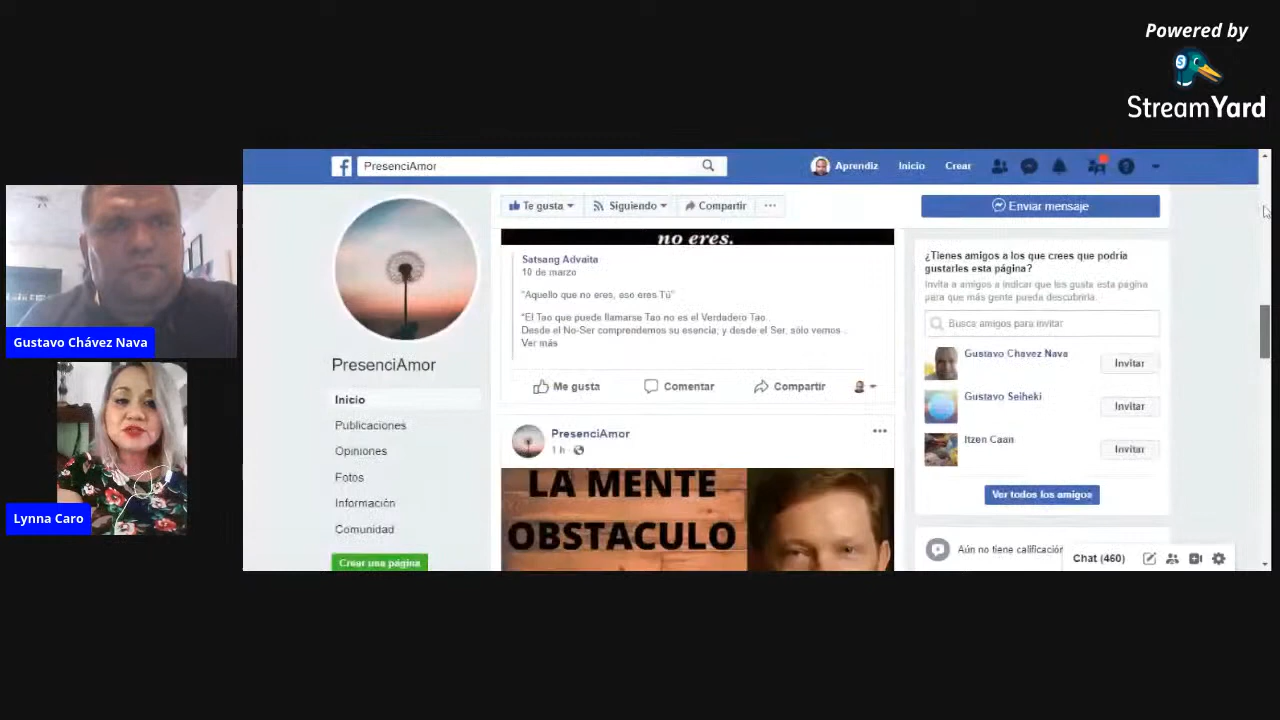 Powered by
StreamYard
PresenciAmor
Aprendiz
Inicio
Crear
Gustavo Chávez Nava
Lynna Caro
PresenciAmor
Inicio
Publicaciones
Opiniones
Fotos
Información
Comunidad
Crear una página
Te gusta
Siguiendo
Compartir
no eres.
Satsang Advaita
10 de marzo
"Aquello que no eres, eso eres Tú"
"El Tao que puede llamarse Tao no es el Verdadero Tao.
Desde el No-Ser comprendemos su esencia; y desde el Ser, sólo vemos...
Ver más
Me gusta
Comentar
Compartir
PresenciAmor
1 h
LA MENTE
OBSTACULO
Enviar mensaje
¿Tienes amigos a los que crees que podría
gustarles esta página?
Invita a amigos a indicar que les gusta esta página
para que más gente pueda descubrirla.
Busca amigos para invitar
Gustavo Chavez Nava
Invitar
Gustavo Seiheki
Invitar
Itzen Caan
Invitar
Ver todos los amigos
Aún no tiene calificación
Chat (460)